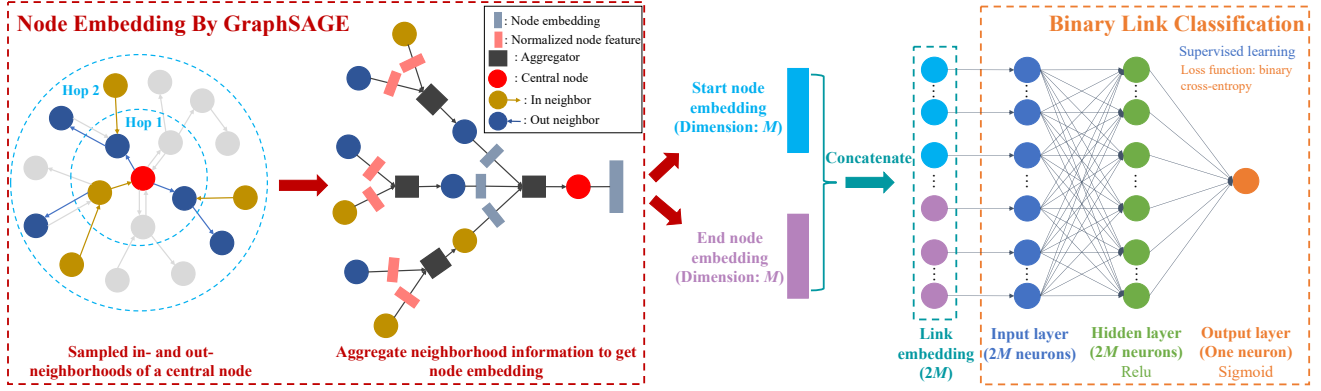 Node Embedding By GraphSAGE
Hop 2
Hop 1
: Node embedding
: Normalized node feature
: Aggregator
: Central node
: In neighbor
: Out neighbor
Sampled in- and out-
neighborhoods of a central node
Aggregate neighborhood information to get
node embedding
Start node
embedding
(Dimension: M)
End node
embedding
(Dimension: M)
Concatenate
Link
embedding
(2M)
Binary Link Classification
Supervised learning
Loss function: binary
cross-entropy
Input layer
(2M neurons)
Hidden layer
(2M neurons)
Relu
Output layer
(One neuron)
Sigmoid